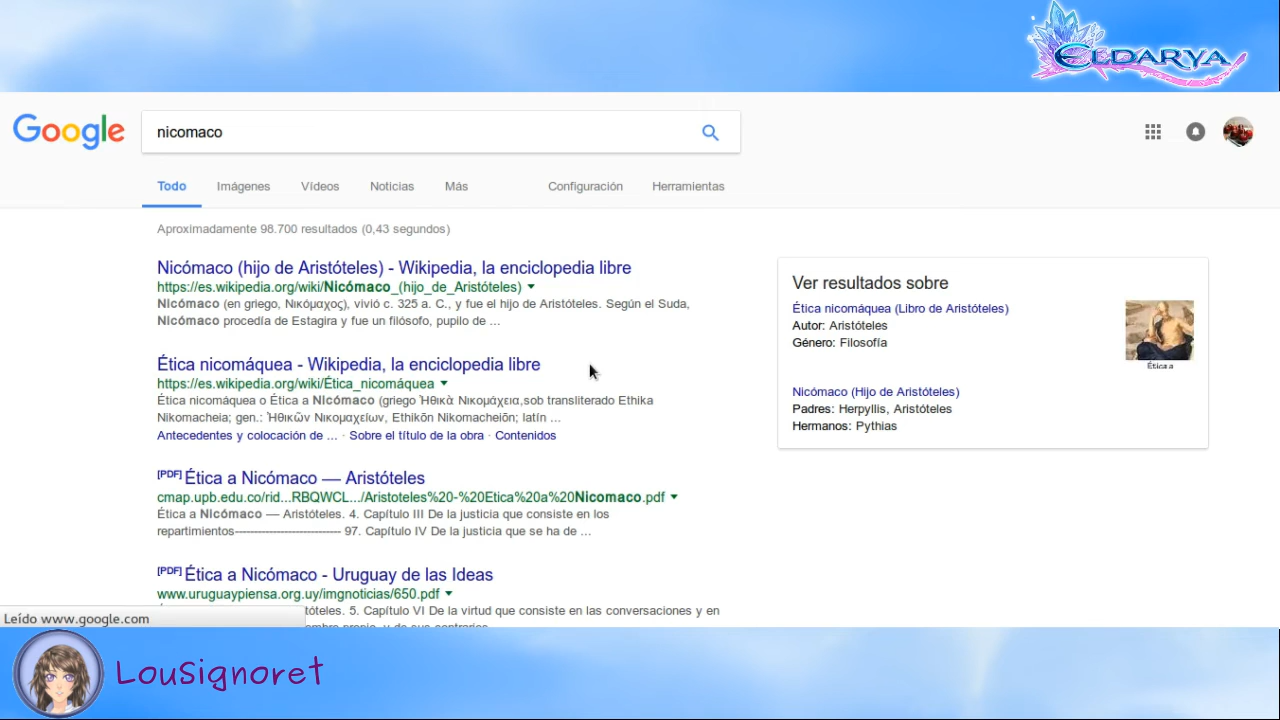 ELDARYA
Google
nicomaco
Todo
Imágenes
Vídeos
Noticias
Más
Configuración
Herramientas
Aproximadamente 98.700 resultados (0,43 segundos)
Nicómaco (hijo de Aristóteles) - Wikipedia, la enciclopedia libre
https://es.wikipedia.org/wiki/Nicómaco_(hijo_de_Aristóteles)
Nicómaco (en griego, Νικόμαχος), vivió c. 325 a. C., y fue el hijo de Aristóteles. Según el Suda,
Nicómaco procedía de Estagira y fue un filósofo, pupilo de ...
Ética nicomáquea - Wikipedia, la enciclopedia libre
https://es.wikipedia.org/wiki/Ética_nicomáquea
Ética nicomáquea o Ética a Nicómaco (griego Ἠθικὰ Νικομάχεια,sob transliterado Ethika
Nikomacheia; gen.: Ἠθικῶν Νικομαχείων, Ethikōn Nikomacheiōn; latín ...
Antecedentes y colocación de ... · Sobre el título de la obra · Contenidos
[PDF] Ética a Nicómaco — Aristóteles
cmap.upb.edu.co/rid...RBQWCL.../Aristoteles%20-%20Etica%20a%20Nicomaco.pdf
Ética a Nicómaco — Aristóteles. 4. Capítulo III De la justicia que consiste en los
repartimientos---------------------------- 97. Capítulo IV De la justicia que se ha de ...
[PDF] Ética a Nicómaco - Uruguay de las Ideas
www.uruguaypiensa.org.uy/imgnoticias/650.pdf
tóteles. 5. Capítulo VI De la virtud que consiste en las conversaciones y en
Ver resultados sobre
Ética nicomáquea (Libro de Aristóteles)
Autor: Aristóteles
Género: Filosofía
Ética a
Nicómaco (Hijo de Aristóteles)
Padres: Herpyllis, Aristóteles
Hermanos: Pythias
Leído www.google.com
LouSignoret